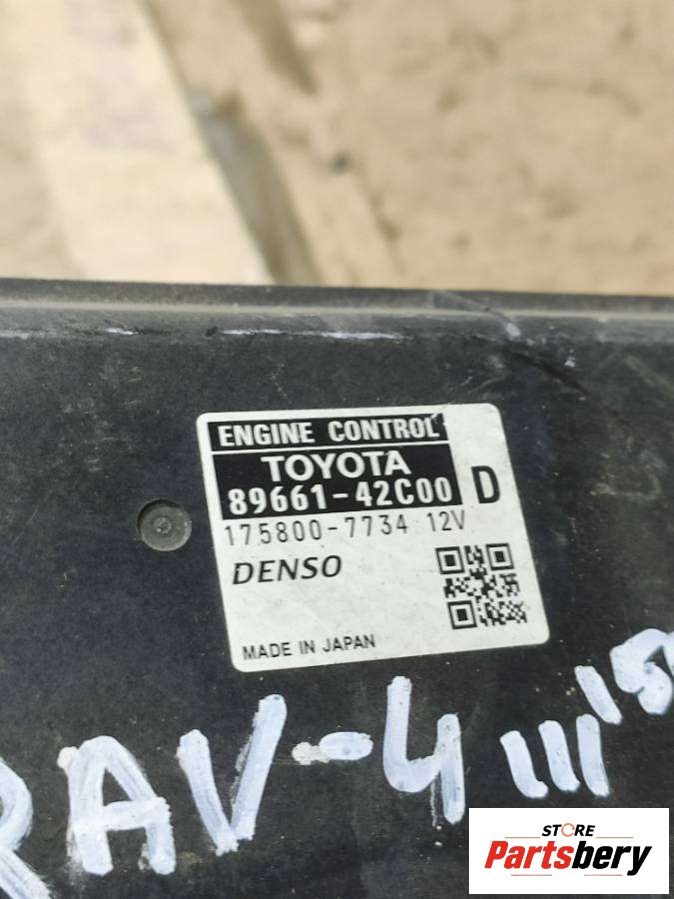 ENGINE CONTROL
TOYOTA
89661-42C00 D
175800-7734 12V
DENSO
MADE IN JAPAN
RAV-4 III
STORE
Partsbery